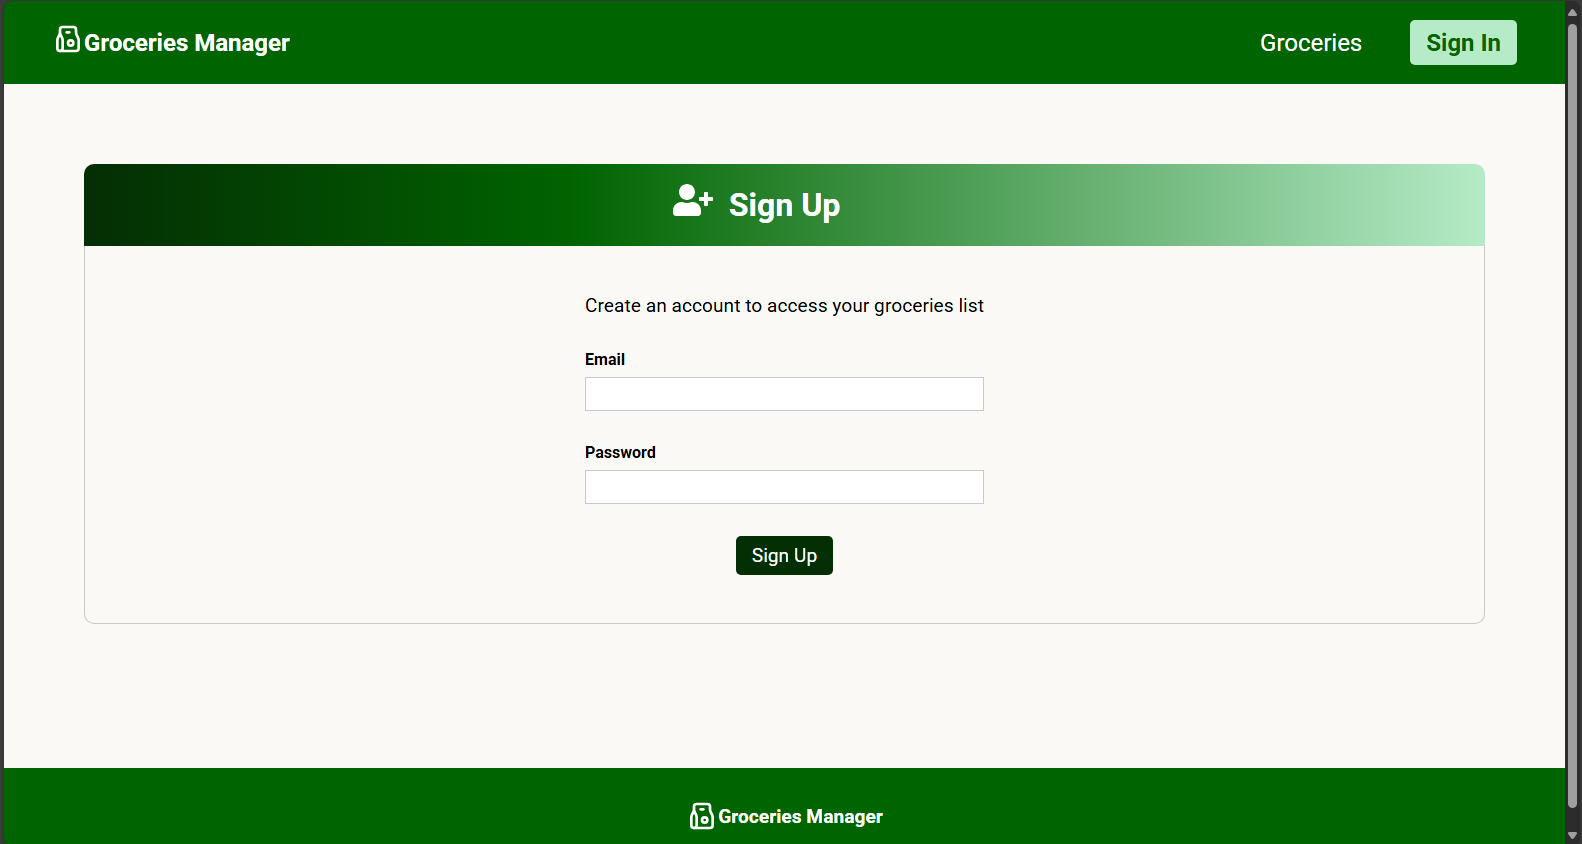 Groceries Manager
Groceries
Sign In
Sign Up
Create an account to access your groceries list
Email
Password
Sign Up
Groceries Manager